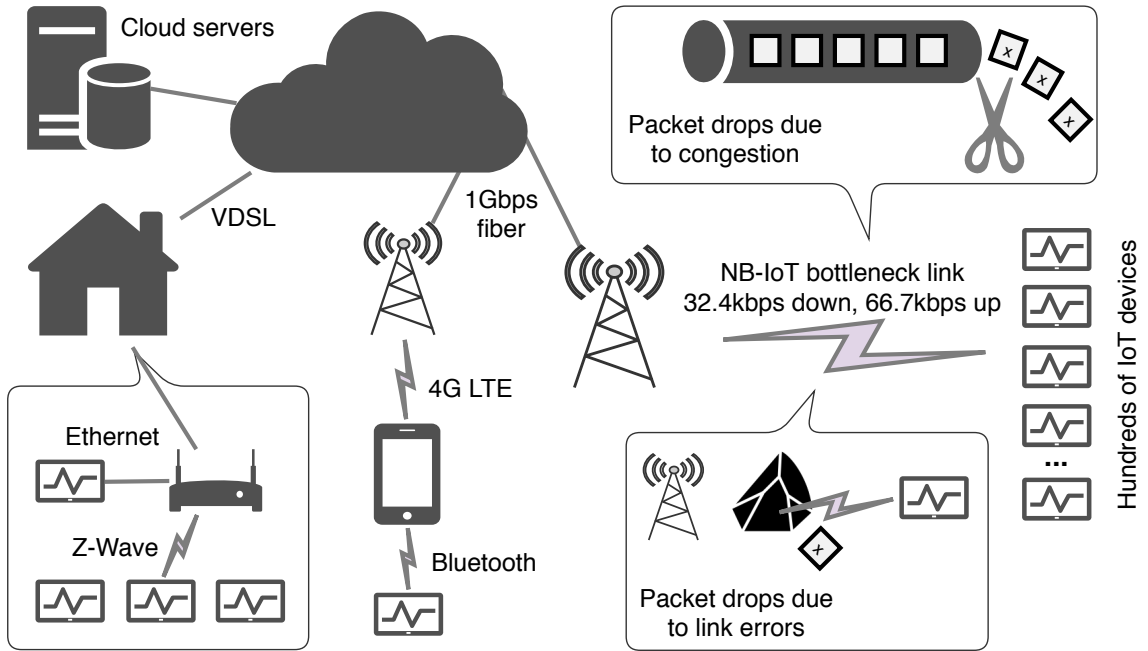 Cloud servers
Packet drops due
to congestion
x
x
x
VDSL
1Gbps
fiber
NB-IoT bottleneck link
32.4kbps down, 66.7kbps up
Hundreds of IoT devices
...
4G LTE
Ethernet
Z-Wave
Bluetooth
x
Packet drops due
to link errors